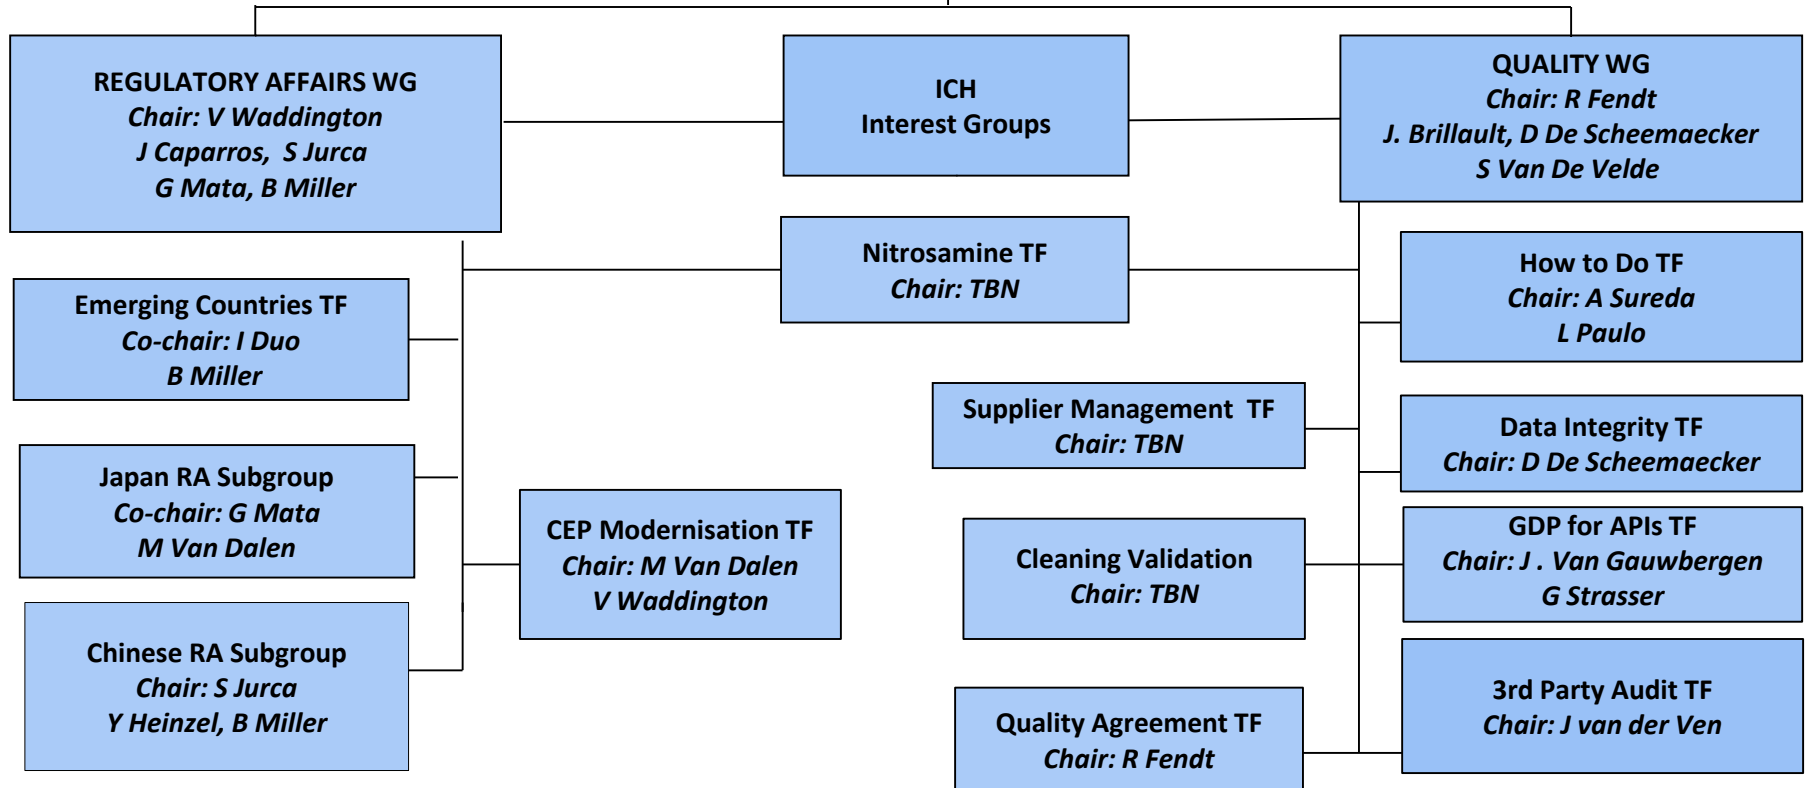 REGULATORY AFFAIRS WG
Chair: V Waddington
J Caparros,  S Jurca
G Mata, B Miller
ICH
Interest Groups
QUALITY WG
Chair: R Fendt
J. Brillault, D De Scheemaecker
S Van De Velde
Nitrosamine TF
Chair: TBN
Emerging Countries TF
Co-chair: I Duo
B Miller
How to Do TF
Chair: A Sureda
L Paulo
Supplier Management  TF
Chair: TBN
Data Integrity TF
Chair: D De Scheemaecker
Japan RA Subgroup
Co-chair: G Mata
M Van Dalen
CEP Modernisation TF
Chair: M Van Dalen
V Waddington
Cleaning Validation
Chair: TBN
GDP for APIs TF
Chair: J . Van Gauwbergen
G Strasser
Chinese RA Subgroup
Chair: S Jurca
Y Heinzel, B Miller
Quality Agreement TF
Chair: R Fendt
3rd Party Audit TF
Chair: J van der Ven